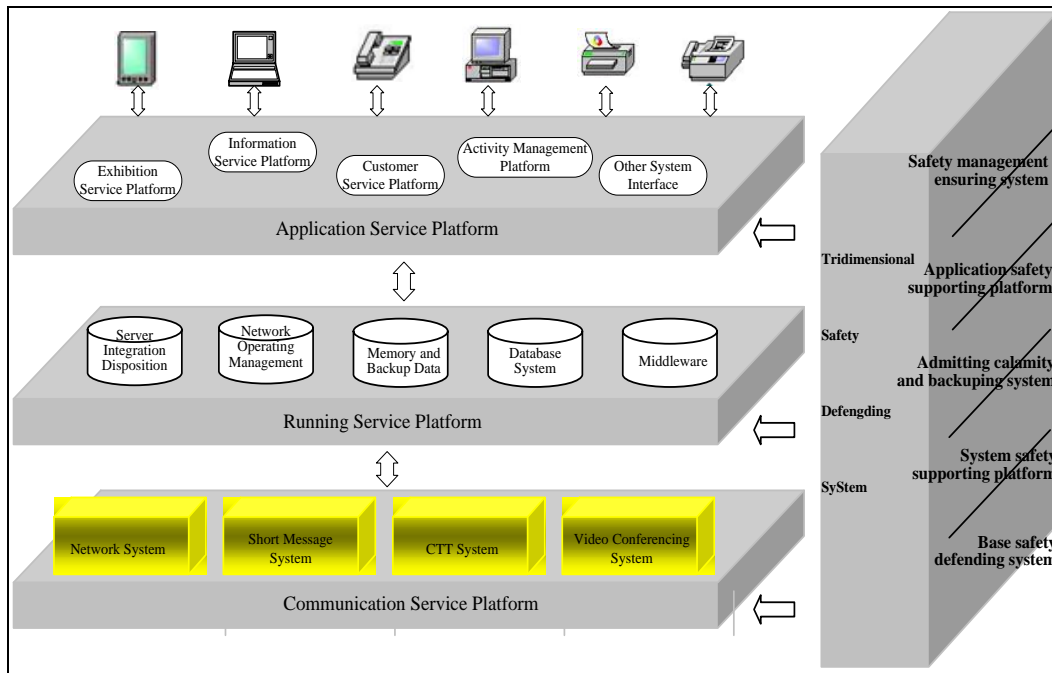 Exhibition
Service Platform
Information
Service Platform
Customer
Service Platform
Activity Management
Platform
Other System
Interface
Application Service Platform
Server
Integration
Disposition
Network
Operating
Management
Memory and
Backup Data
Database
System
Middleware
Running Service Platform
Network System
Short Message
System
CTT System
Video Conferencing
System
Communication Service Platform
Tridimensional
Safety
Defengding
SyStem
Safety management
ensuring system
Application safety
supporting platform
Admitting calamity
and backuping system
System safety
supporting platform
Base safety
defending system